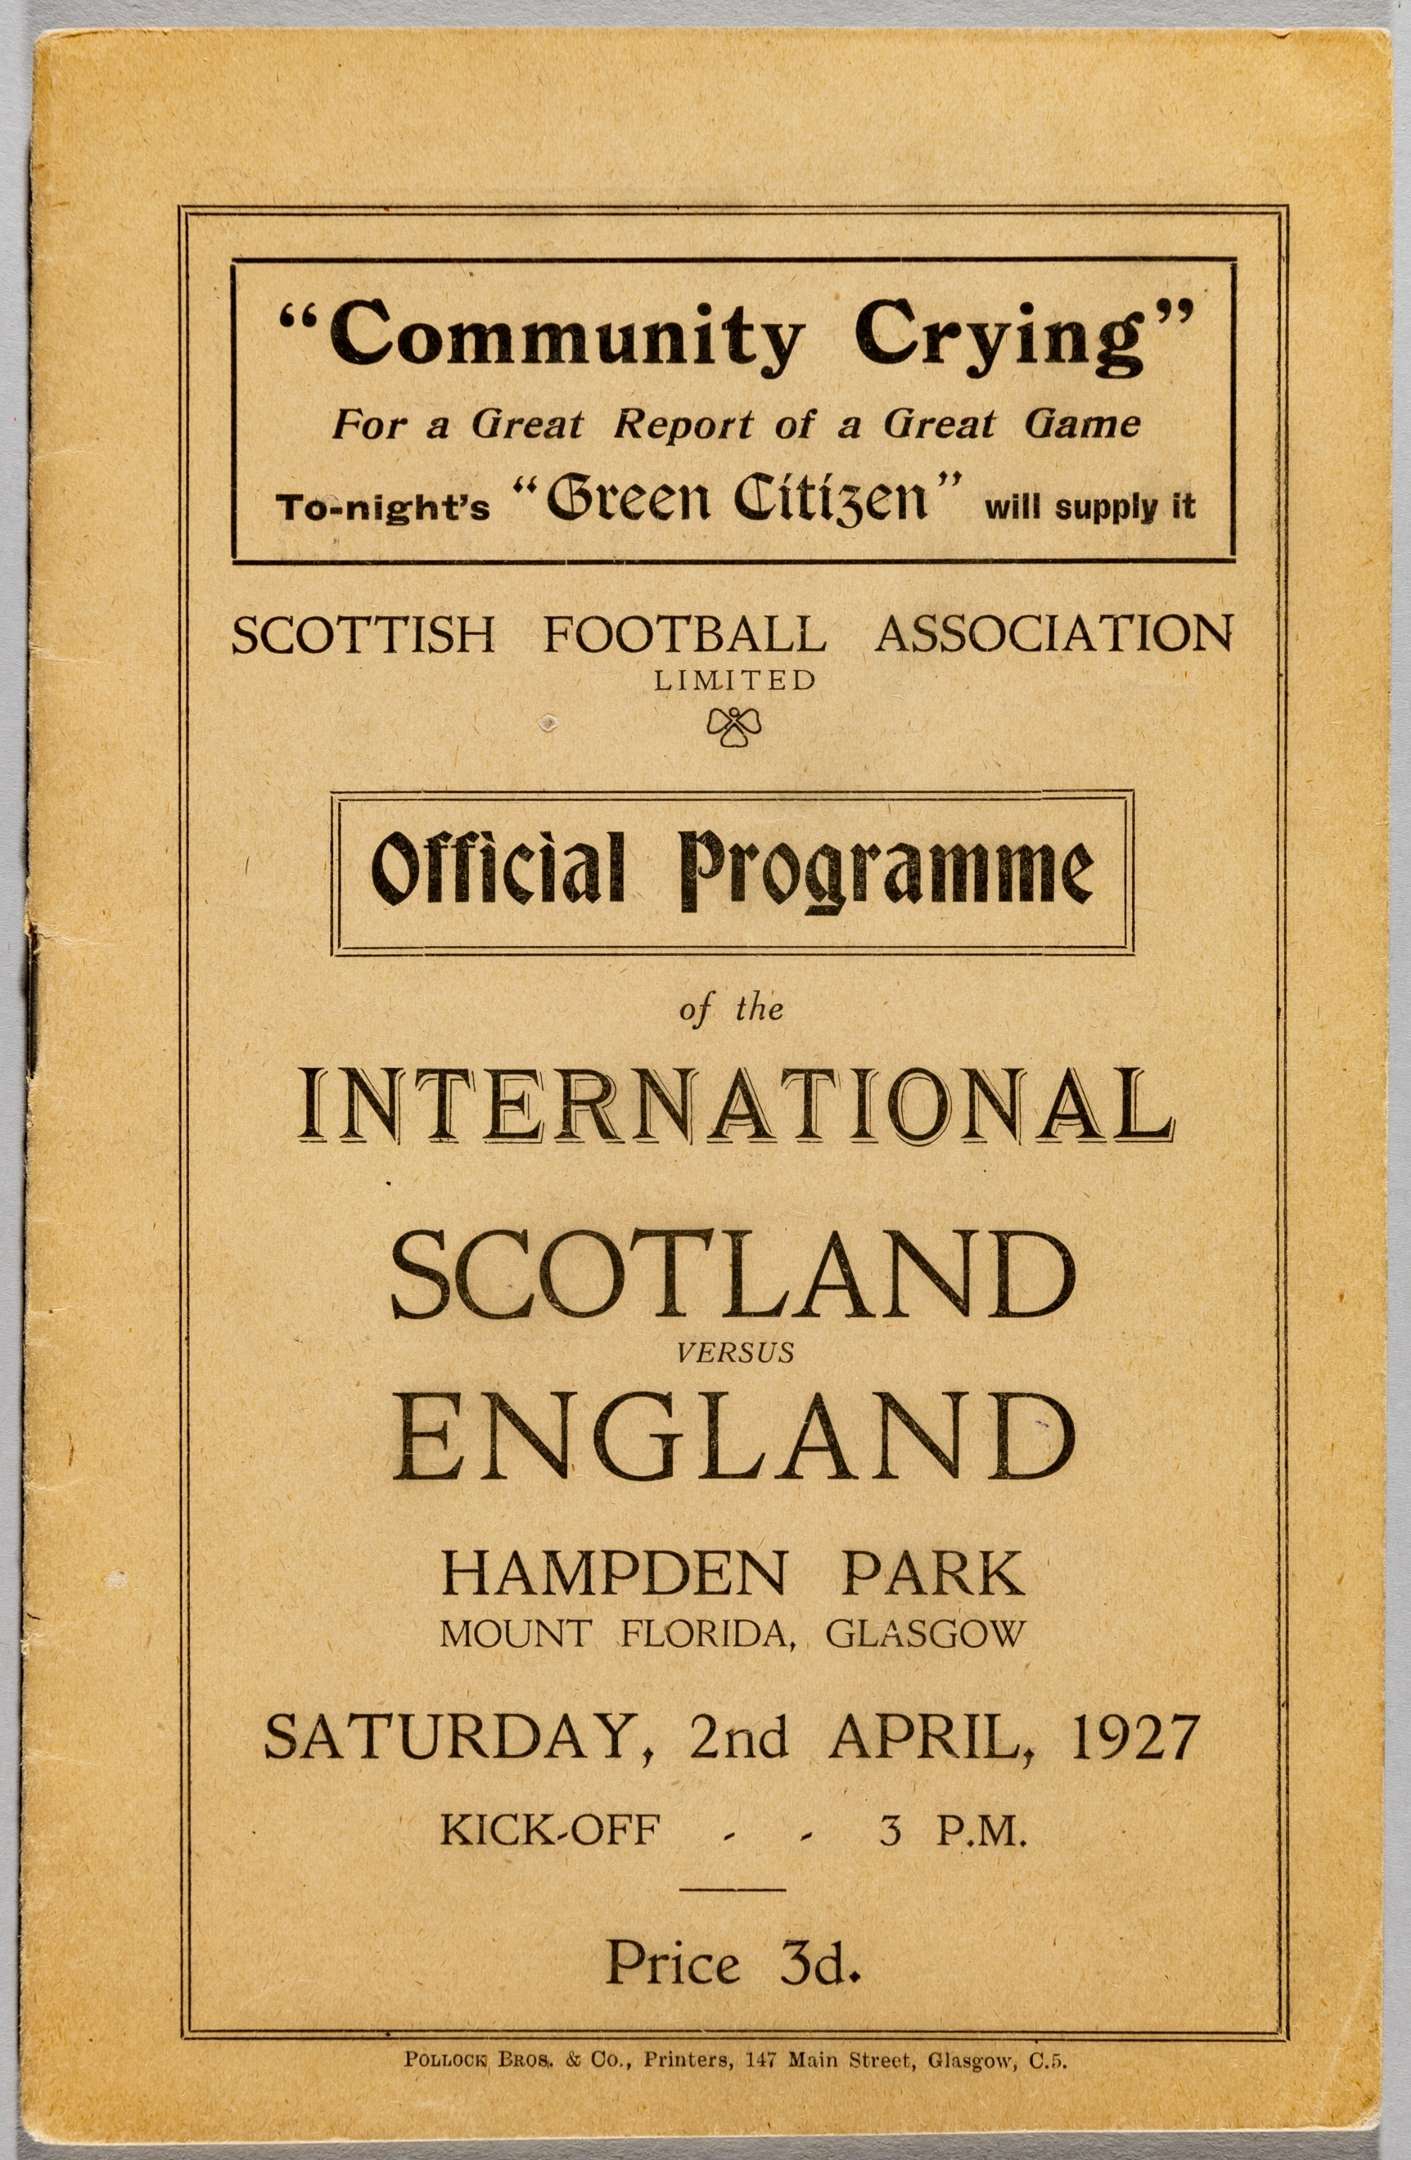 “Community Crying”
For a Great Report of a Great Game
To-night's “Green Citizen” will supply it
SCOTTISH FOOTBALL ASSOCIATION
LIMITED
Official Programme
of the
INTERNATIONAL
SCOTLAND
VERSUS
ENGLAND
HAMPDEN PARK
MOUNT FLORIDA, GLASGOW
SATURDAY, 2nd APRIL, 1927
KICK-OFF - - 3 P.M.
Price 3d.
POLLOCK BROS. & CO., Printers, 147 Main Street, Glasgow, C.5.